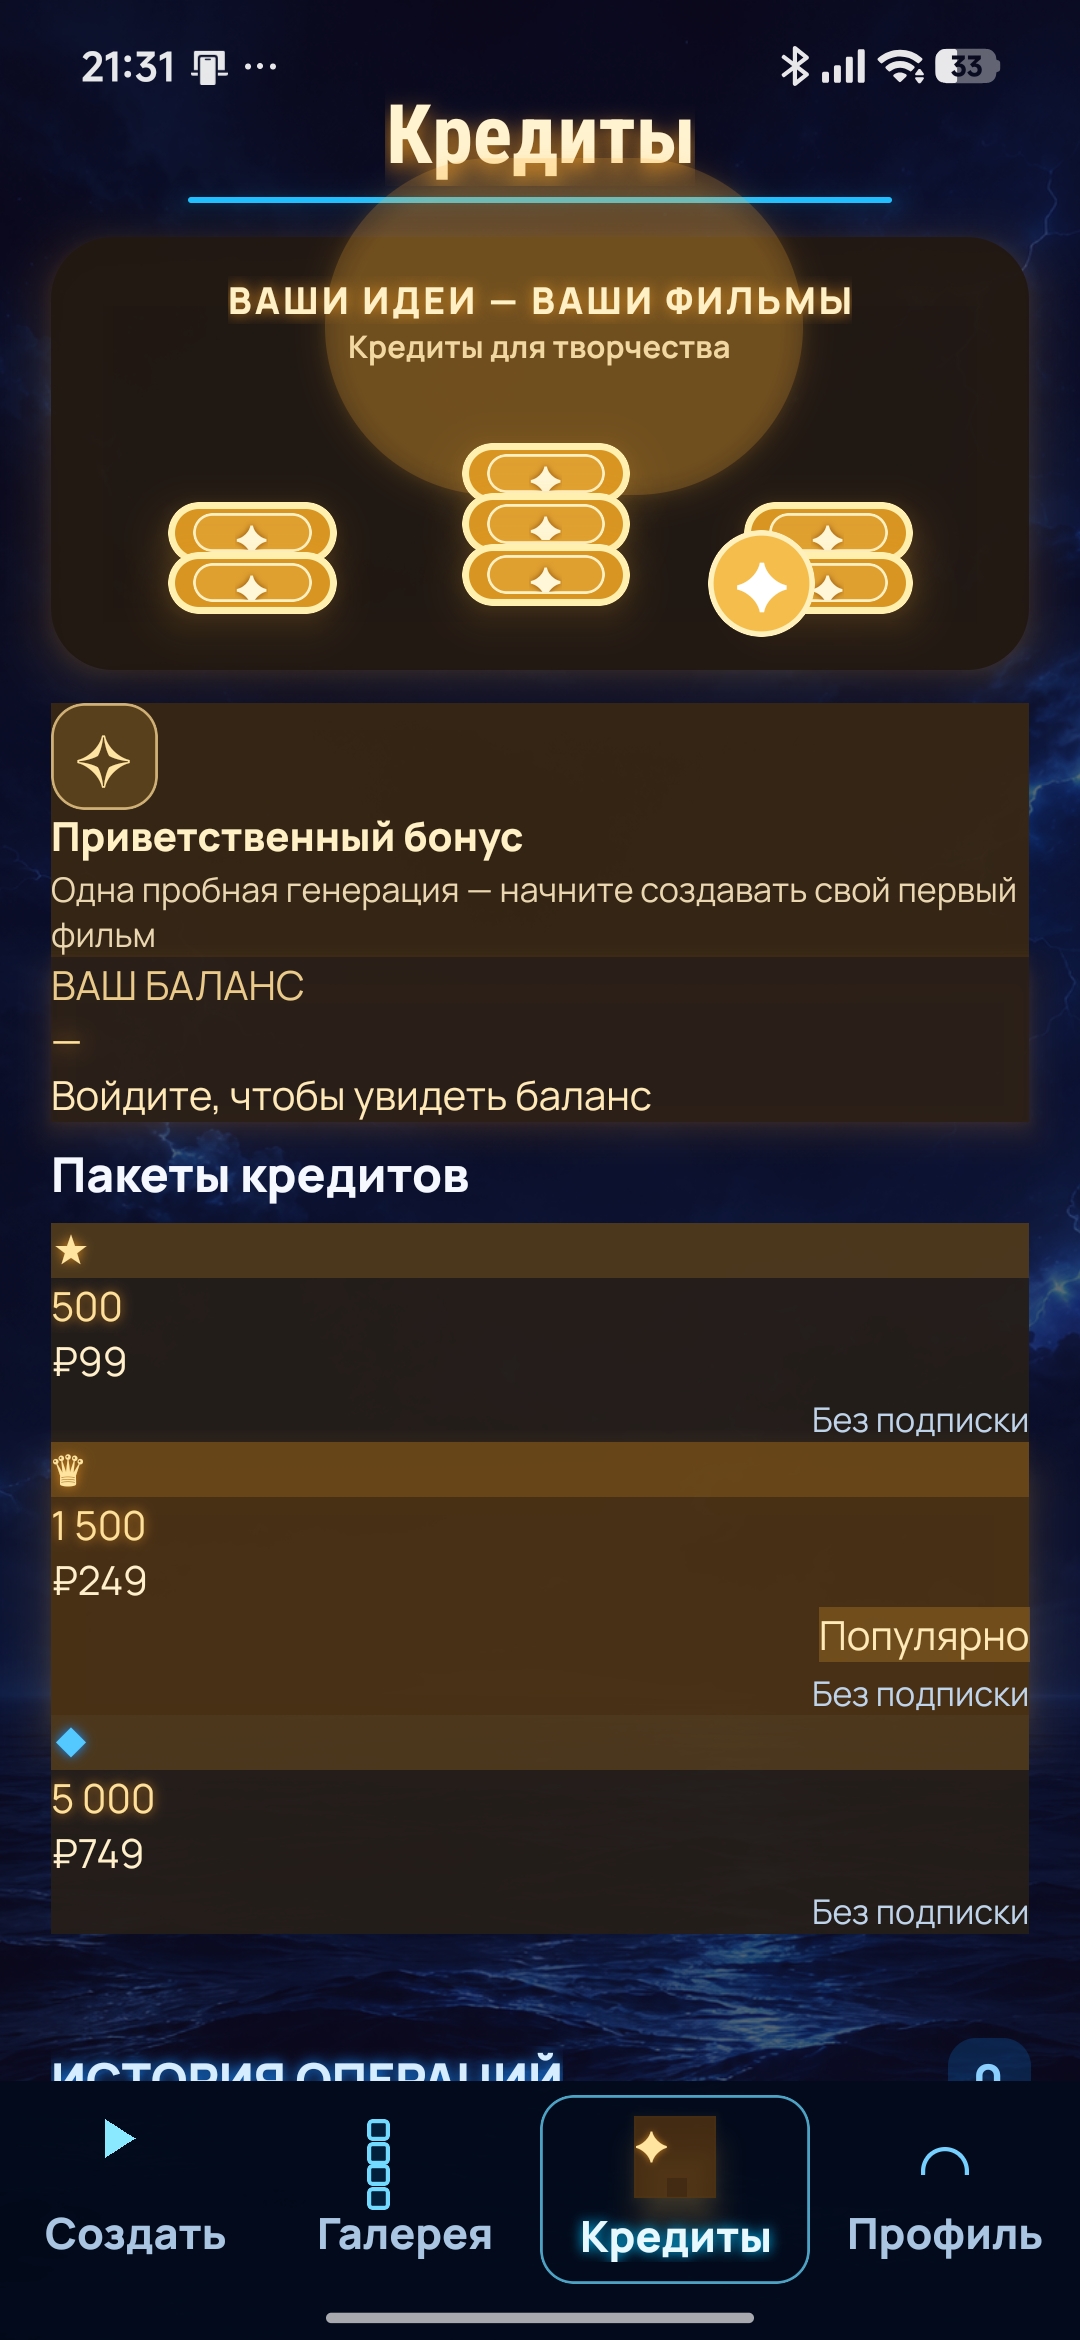 21:31
33
Кредиты
ВАШИ ИДЕИ — ВАШИ ФИЛЬМЫ
Кредиты для творчества
Приветственный бонус
Одна пробная генерация — начните создавать свой первый
фильм
ВАШ БАЛАНС
—
Войдите, чтобы увидеть баланс
Пакеты кредитов
500
₽99
Без подписки
1 500
₽249
Популярно
Без подписки
5 000
₽749
Без подписки
ИСТОРИЯ ОПЕРАЦИЙ
Создать
Галерея
Кредиты
Профиль